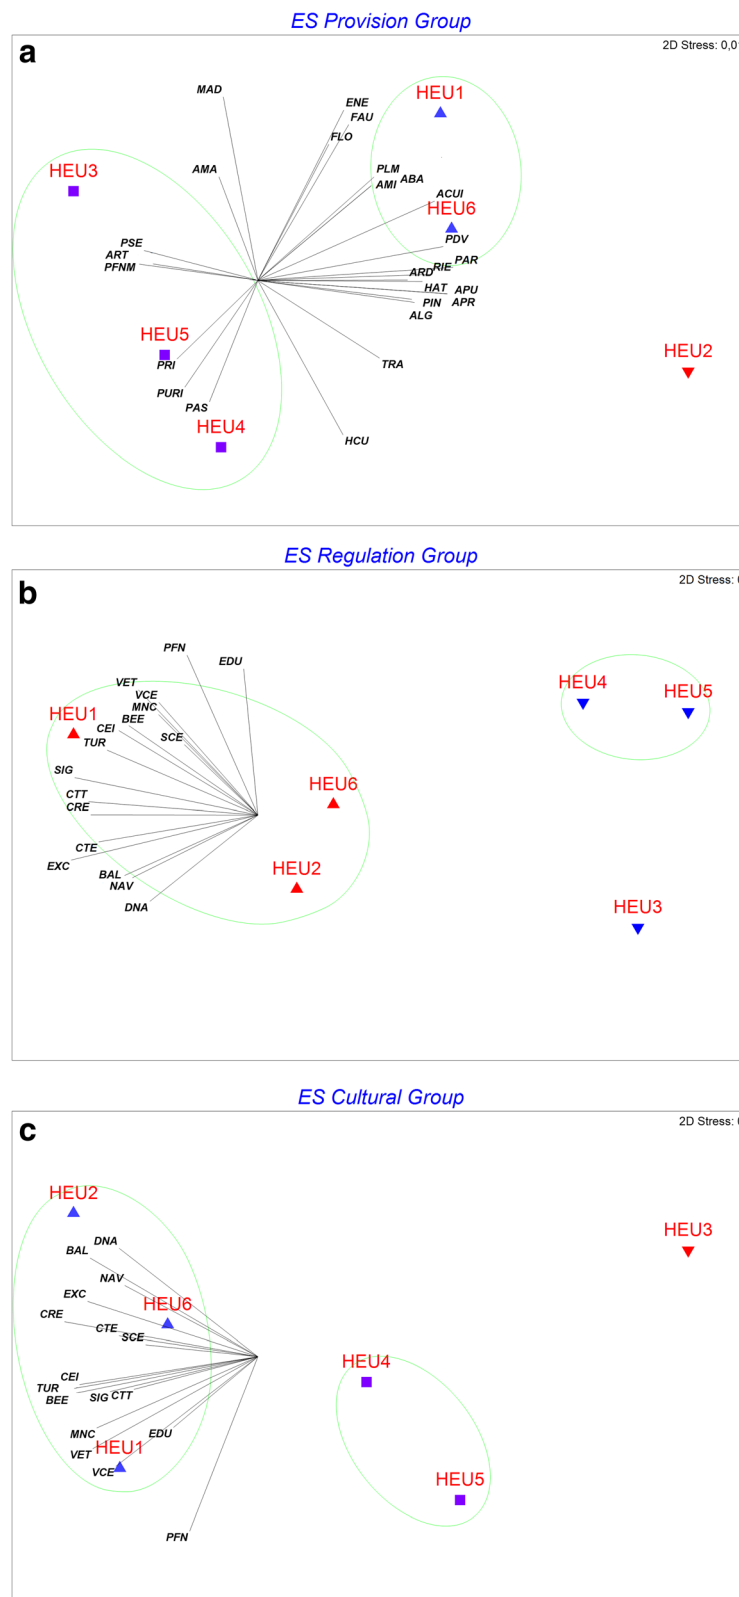 ES Provision Group
a
2D Stress: 0,01
MAD
ENE
HEU1
FAU
FLO
HEU3
AMA
PLM
AMI
ABA
ACUI
HEU6
PSE
PDV
ART
PFNM
RIE
PAR
ARD
HAT
APU
PIN
APR
ALG
HEU5
PRI
TRA
HEU2
PURI
PAS
HEU4
HCU
ES Regulation Group
b
2D Stress:
PFN
EDU
VET
VCE
HEU4
HEU5
HEU1
MNC
BEE
CEI
SCE
TUR
SIG
HEU6
CTT
CRE
CTE
EXC
BAL
HEU2
NAV
DNA
HEU3
ES Cultural Group
c
2D Stress:
HEU2
HEU3
DNA
BAL
NAV
EXC
HEU6
CRE
CTE
SCE
HEU4
CEI
TUR
BEE
SIG
CTT
MNC
EDU
VET
HEU1
VCE
HEU5
PFN